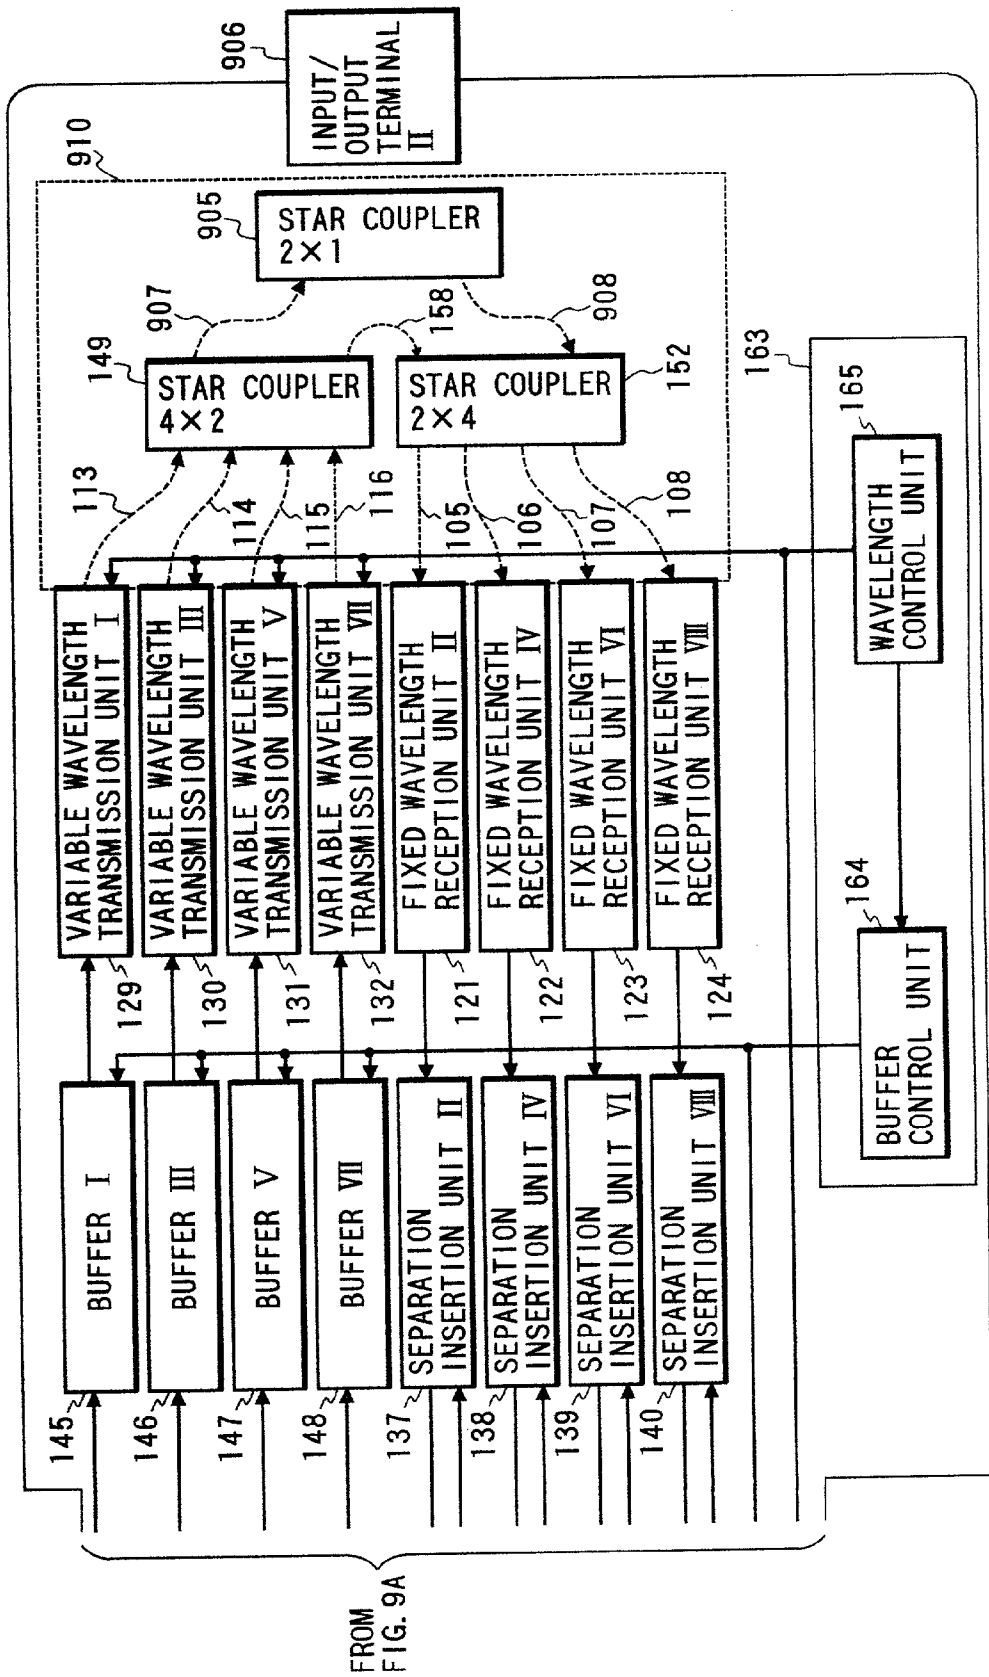 FROM
FIG. 9A
145
BUFFER I
146
BUFFER III
147
BUFFER V
148
BUFFER VII
137
SEPARATION
INSERTION UNIT II
138
SEPARATION
INSERTION UNIT IV
139
SEPARATION
INSERTION UNIT VI
140
SEPARATION
INSERTION UNIT VIII
129
VARIABLE WAVELENGTH
TRANSMISSION UNIT I
130
VARIABLE WAVELENGTH
TRANSMISSION UNIT III
131
VARIABLE WAVELENGTH
TRANSMISSION UNIT V
132
VARIABLE WAVELENGTH
TRANSMISSION UNIT VII
121
FIXED WAVELENGTH
RECEPTION UNIT II
122
FIXED WAVELENGTH
RECEPTION UNIT IV
123
FIXED WAVELENGTH
RECEPTION UNIT VI
124
FIXED WAVELENGTH
RECEPTION UNIT VIII
113
114
115
116
105
106
107
108
149
STAR COUPLER
4×2
152
STAR COUPLER
2×4
907
158
908
905
STAR COUPLER
2×1
910
906
INPUT/
OUTPUT
TERMINAL
II
163
164
BUFFER
CONTROL UNIT
165
WAVELENGTH
CONTROL UNIT